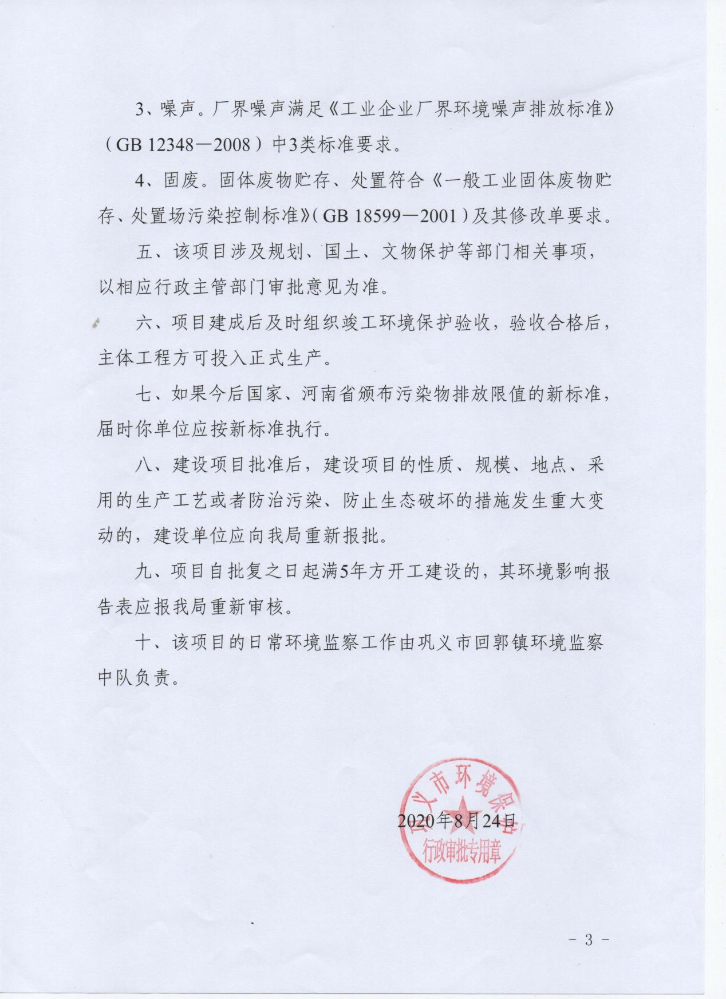 3、噪声。厂界噪声满足《工业企业厂界环境噪声排放标准》
（GB 12348－2008）中3类标准要求。
4、固废。固体废物贮存、处置符合《一般工业固体废物贮
存、处置场污染控制标准》（GB 18599－2001）及其修改单要求。
五、该项目涉及规划、国土、文物保护等部门相关事项，
以相应行政主管部门审批意见为准。
六、项目建成后及时组织竣工环境保护验收，验收合格后，
主体工程方可投入正式生产。
七、如果今后国家、河南省颁布污染物排放限值的新标准，
届时你单位应按新标准执行。
八、建设项目批准后，建设项目的性质、规模、地点、采
用的生产工艺或者防治污染、防止生态破坏的措施发生重大变
动的，建设单位应向我局重新报批。
九、项目自批复之日起满5年方开工建设的，其环境影响报
告表应报我局重新审核。
十、该项目的日常环境监察工作由巩义市回郭镇环境监察
中队负责。
巩义市环境保护
2020年8月24日
行政审批专用章
- 3 -